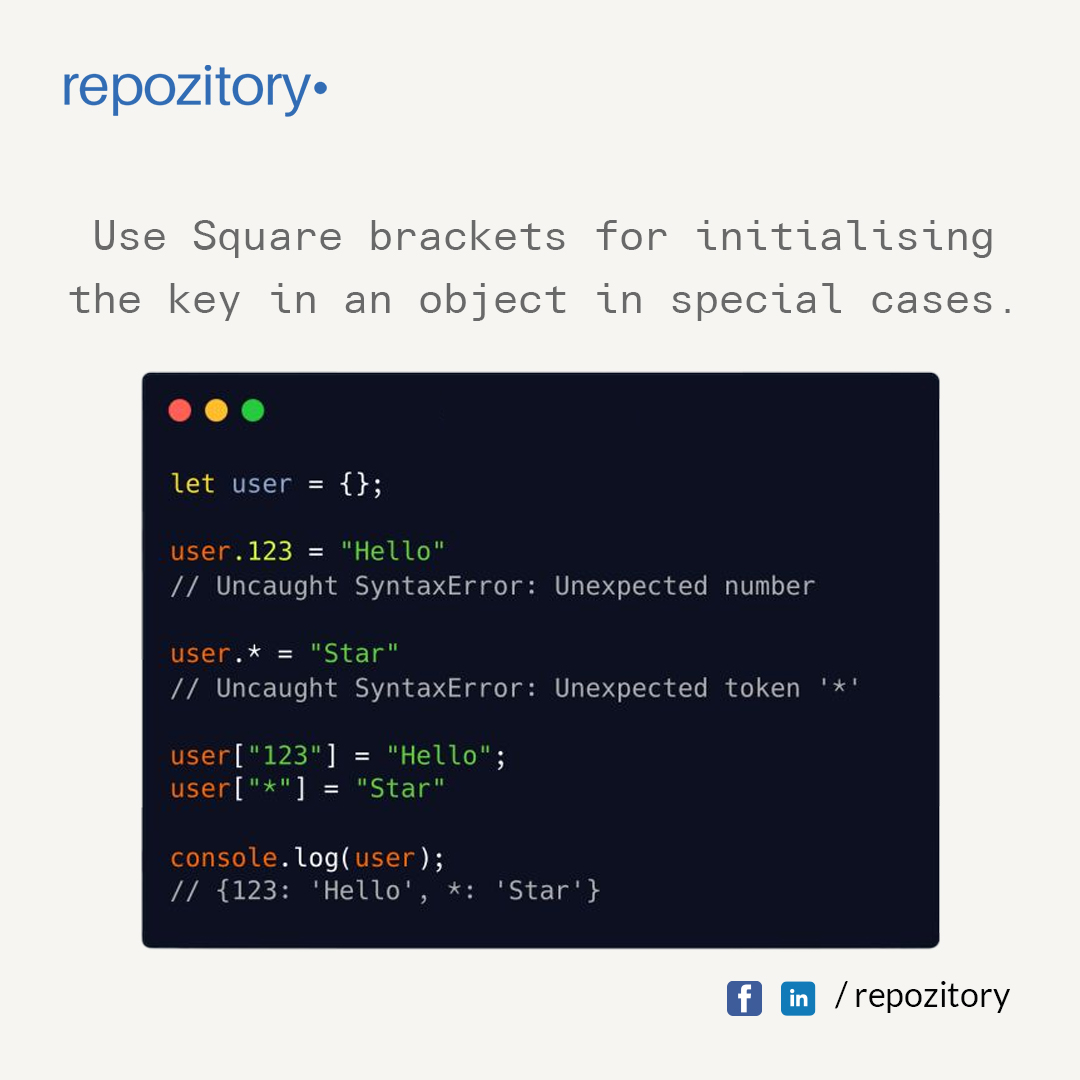 repozitory•
Use Square brackets for initialising
the key in an object in special cases.
let user = {};
user.123 = "Hello"
// Uncaught SyntaxError: Unexpected number
user.* = "Star"
// Uncaught SyntaxError: Unexpected token '*'
user["123"] = "Hello";
user["*"] = "Star"
console.log(user);
// {123: 'Hello', *: 'Star'}
f in / repozitory